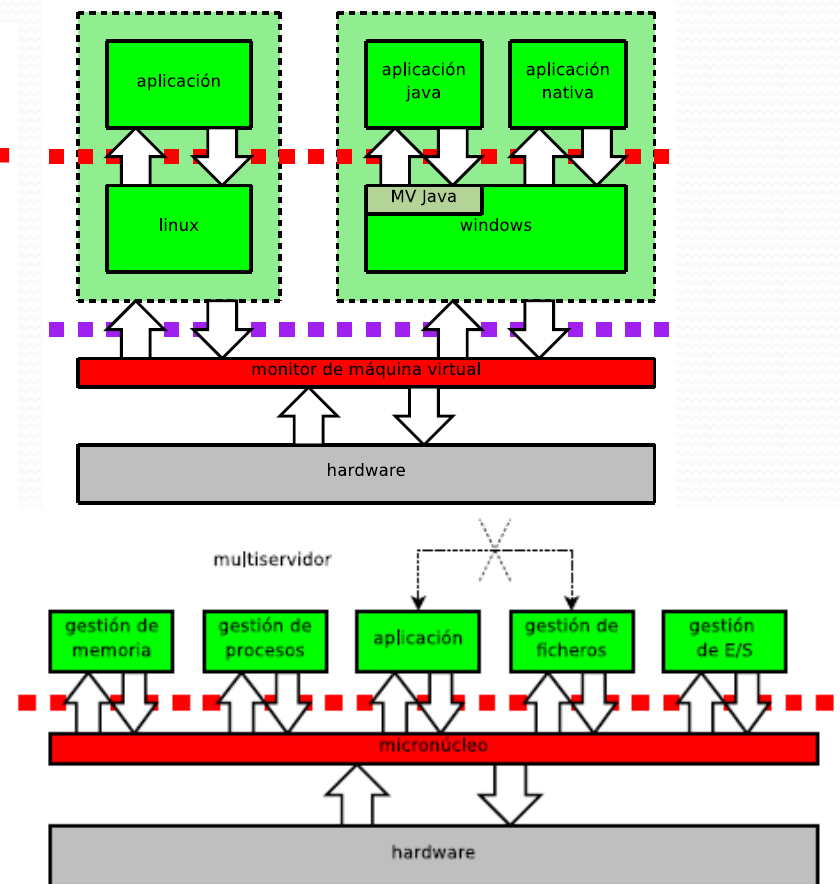 aplicación
aplicación
java
aplicación
nativa
MV Java
linux
windows
monitor de máquina virtual
hardware
multiservidor
gestión de
memoria
gestión de
procesos
aplicación
gestión de
ficheros
gestión
de E/S
micronúcleo
hardware